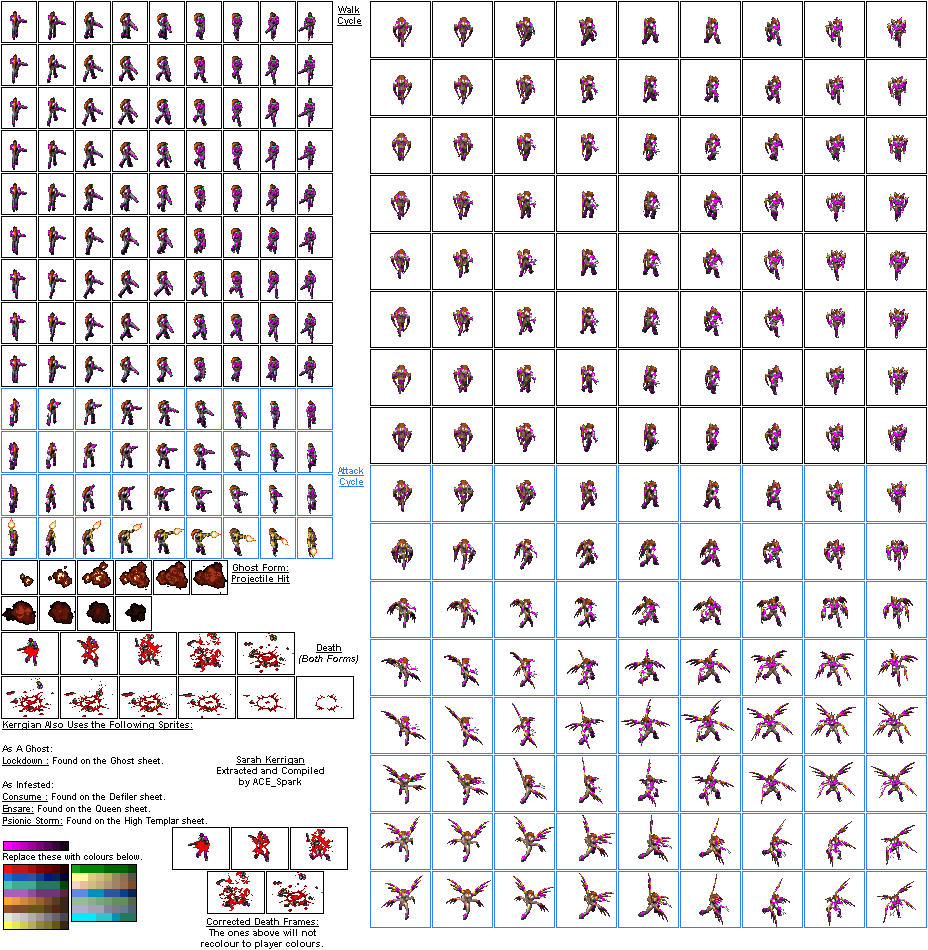 Walk
Cycle
Attack
Cycle
Ghost Form:
Projectile Hit
Death
(Both Forms)
Kerrgian Also Uses the Following Sprites:
As A Ghost:
Lockdown : Found on the Ghost sheet.
As Infested:
Consume : Found on the Defiler sheet.
Ensare: Found on the Queen sheet.
Psionic Storm: Found on the High Templar sheet.
Sarah Kerrigan
Extracted and Compiled
by ACE_Spark
Replace these with colours below.
Corrected Death Frames:
The ones above will not
recolour to player colours.